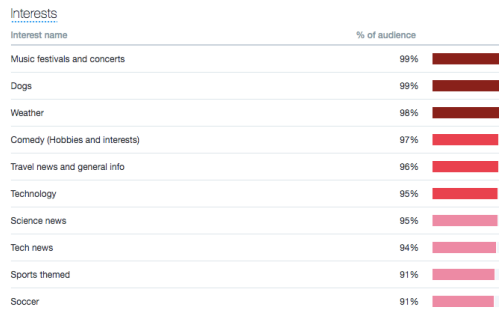 Interests
Interest name % of audience
Music festivals and concerts 99%
Dogs 99%
Weather 98%
Comedy (Hobbies and interests) 97%
Travel news and general info 96%
Technology 95%
Science news 95%
Tech news 94%
Sports themed 91%
Soccer 91%